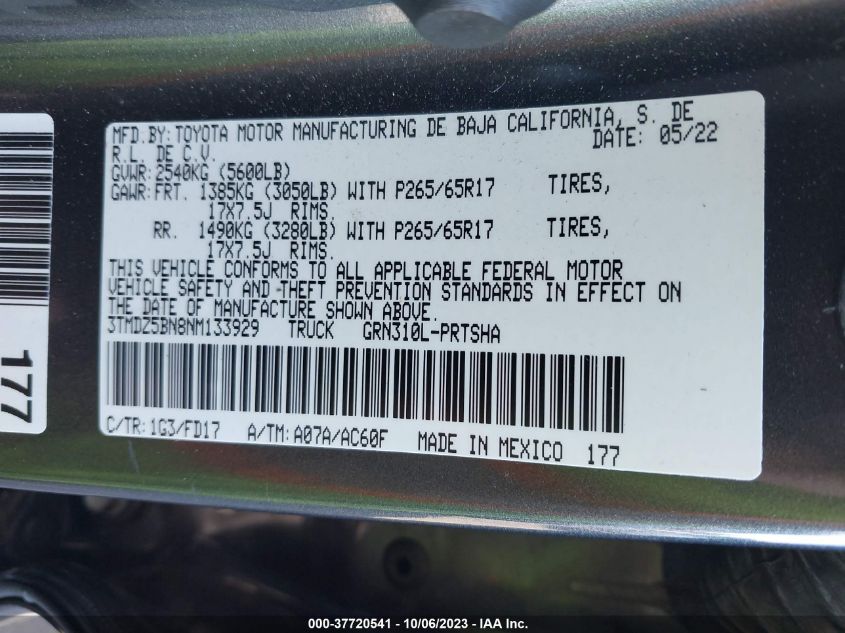 MFD.BY:TOYOTA MOTOR MANUFACTURING DE BAJA CALIFORNIA, S. DE
R.L. DE C.V. DATE: 05/22
GVWR:2540KG (5600LB)
GAWR:FRT. 1385KG (3050LB) WITH P265/65R17 TIRES,
17X7.5J RIMS.
RR. 1490KG (3280LB) WITH P265/65R17 TIRES,
17X7.5J RIMS.
THIS VEHICLE CONFORMS TO ALL APPLICABLE FEDERAL MOTOR
VEHICLE SAFETY AND THEFT PREVENTION STANDARDS IN EFFECT ON
THE DATE OF MANUFACTURE SHOWN ABOVE.
3TMDZ5BN8NM133929 TRUCK GRN310L-PRTSHA
C/TR:1G3/FD17 A/TM:A07A/AC60F MADE IN MEXICO 177
177
000-37720541 - 10/06/2023 - IAA Inc.